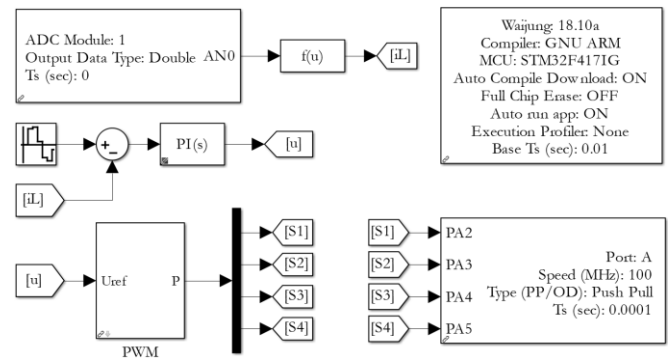 ADC Module: 1
Output Data Type: Double
Ts (sec): 0
AN0
f(u)
[iL]
Waijung: 18.10a
Compiler: GNU ARM
MCU: STM32F417IG
Auto Compile Download: ON
Full Chip Erase: OFF
Auto run app: ON
Execution Profiler: None
Base Ts (sec): 0.01
+
−
PI(s)
[u]
[iL]
[u]
Uref
P
PWM
[S1]
[S2]
[S3]
[S4]
[S1]
[S2]
[S3]
[S4]
PA2
PA3
PA4
PA5
Port: A
Speed (MHz): 100
Type (PP/OD): Push Pull
Ts (sec): 0.0001